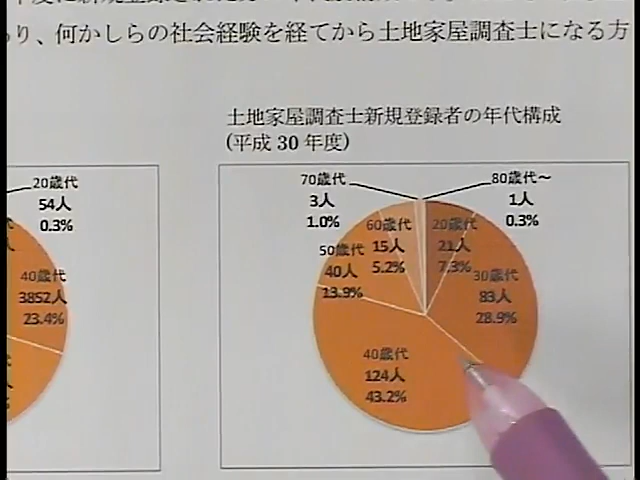 り、何かしらの社会経験を経てから土地家屋調査士になる方
土地家屋調査士新規登録者の年代構成
(平成 30 年度)
20歳代
54人
0.3%
40歳代
3852人
23.4%
70歳代
3人
1.0%
80歳代～
1人
0.3%
60歳代
15人
5.2%
20歳代
21人
7.3%
50歳代
40人
13.9%
30歳代
83人
28.9%
40歳代
124人
43.2%